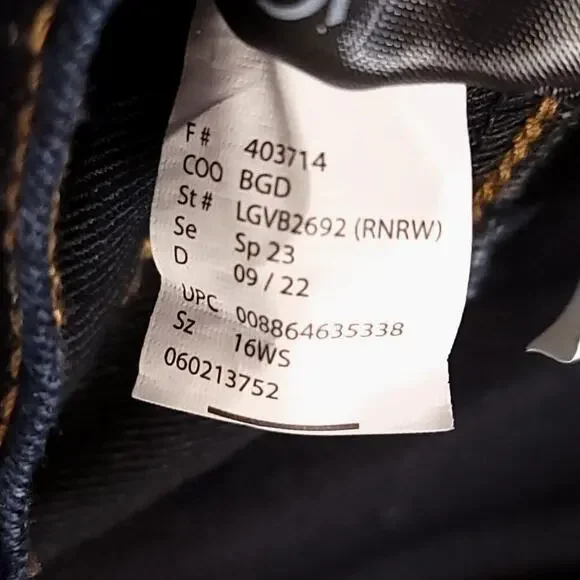 F # 403714
COO BGD
St # LGVB2692 (RNRW)
Se Sp 23
D 09 / 22
UPC 008864635338
Sz 16WS
060213752